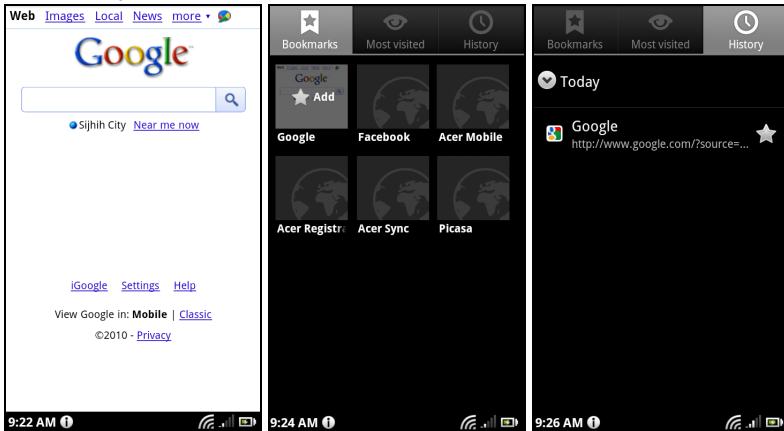 Web Images Local News more
Google
Sijhih City Near me now
iGoogle Settings Help
View Google in: Mobile | Classic
©2010 - Privacy
9:22 AM
Bookmarks Most visited History
Google
Add
Google Facebook Acer Mobile
Acer Registra Acer Sync Picasa
9:24 AM
Bookmarks Most visited History
Today
Google
http://www.google.com/?source=...
9:26 AM